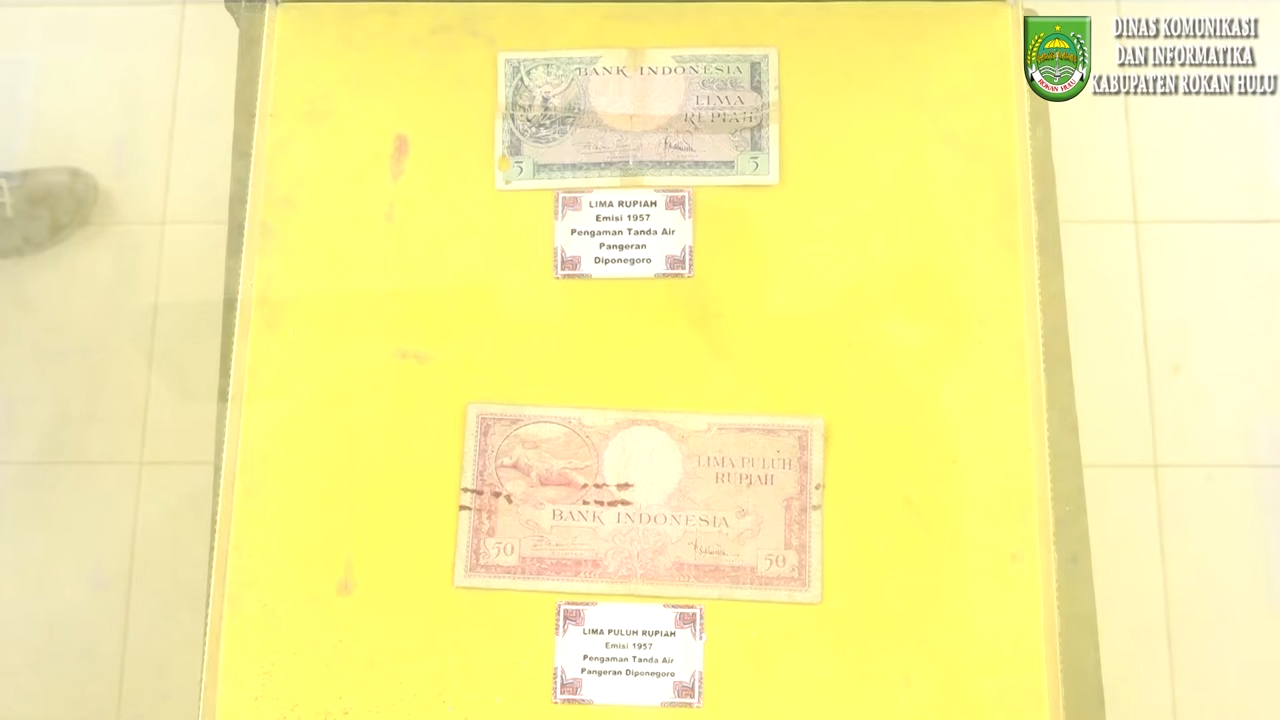 DINAS KOMUNIKASI
DAN INFORMATIKA
KABUPATEN ROKAN HULU
ROKAN HULU
BANK INDONESIA
LIMA
RUPIAH
5
5
LIMA RUPIAH
Emisi 1957
Pengaman Tanda Air
Pangeran
Diponegoro
LIMA PULUH
RUPIAH
BANK INDONESIA
50
50
LIMA PULUH RUPIAH
Emisi 1957
Pengaman Tanda Air
Pangeran Diponegoro